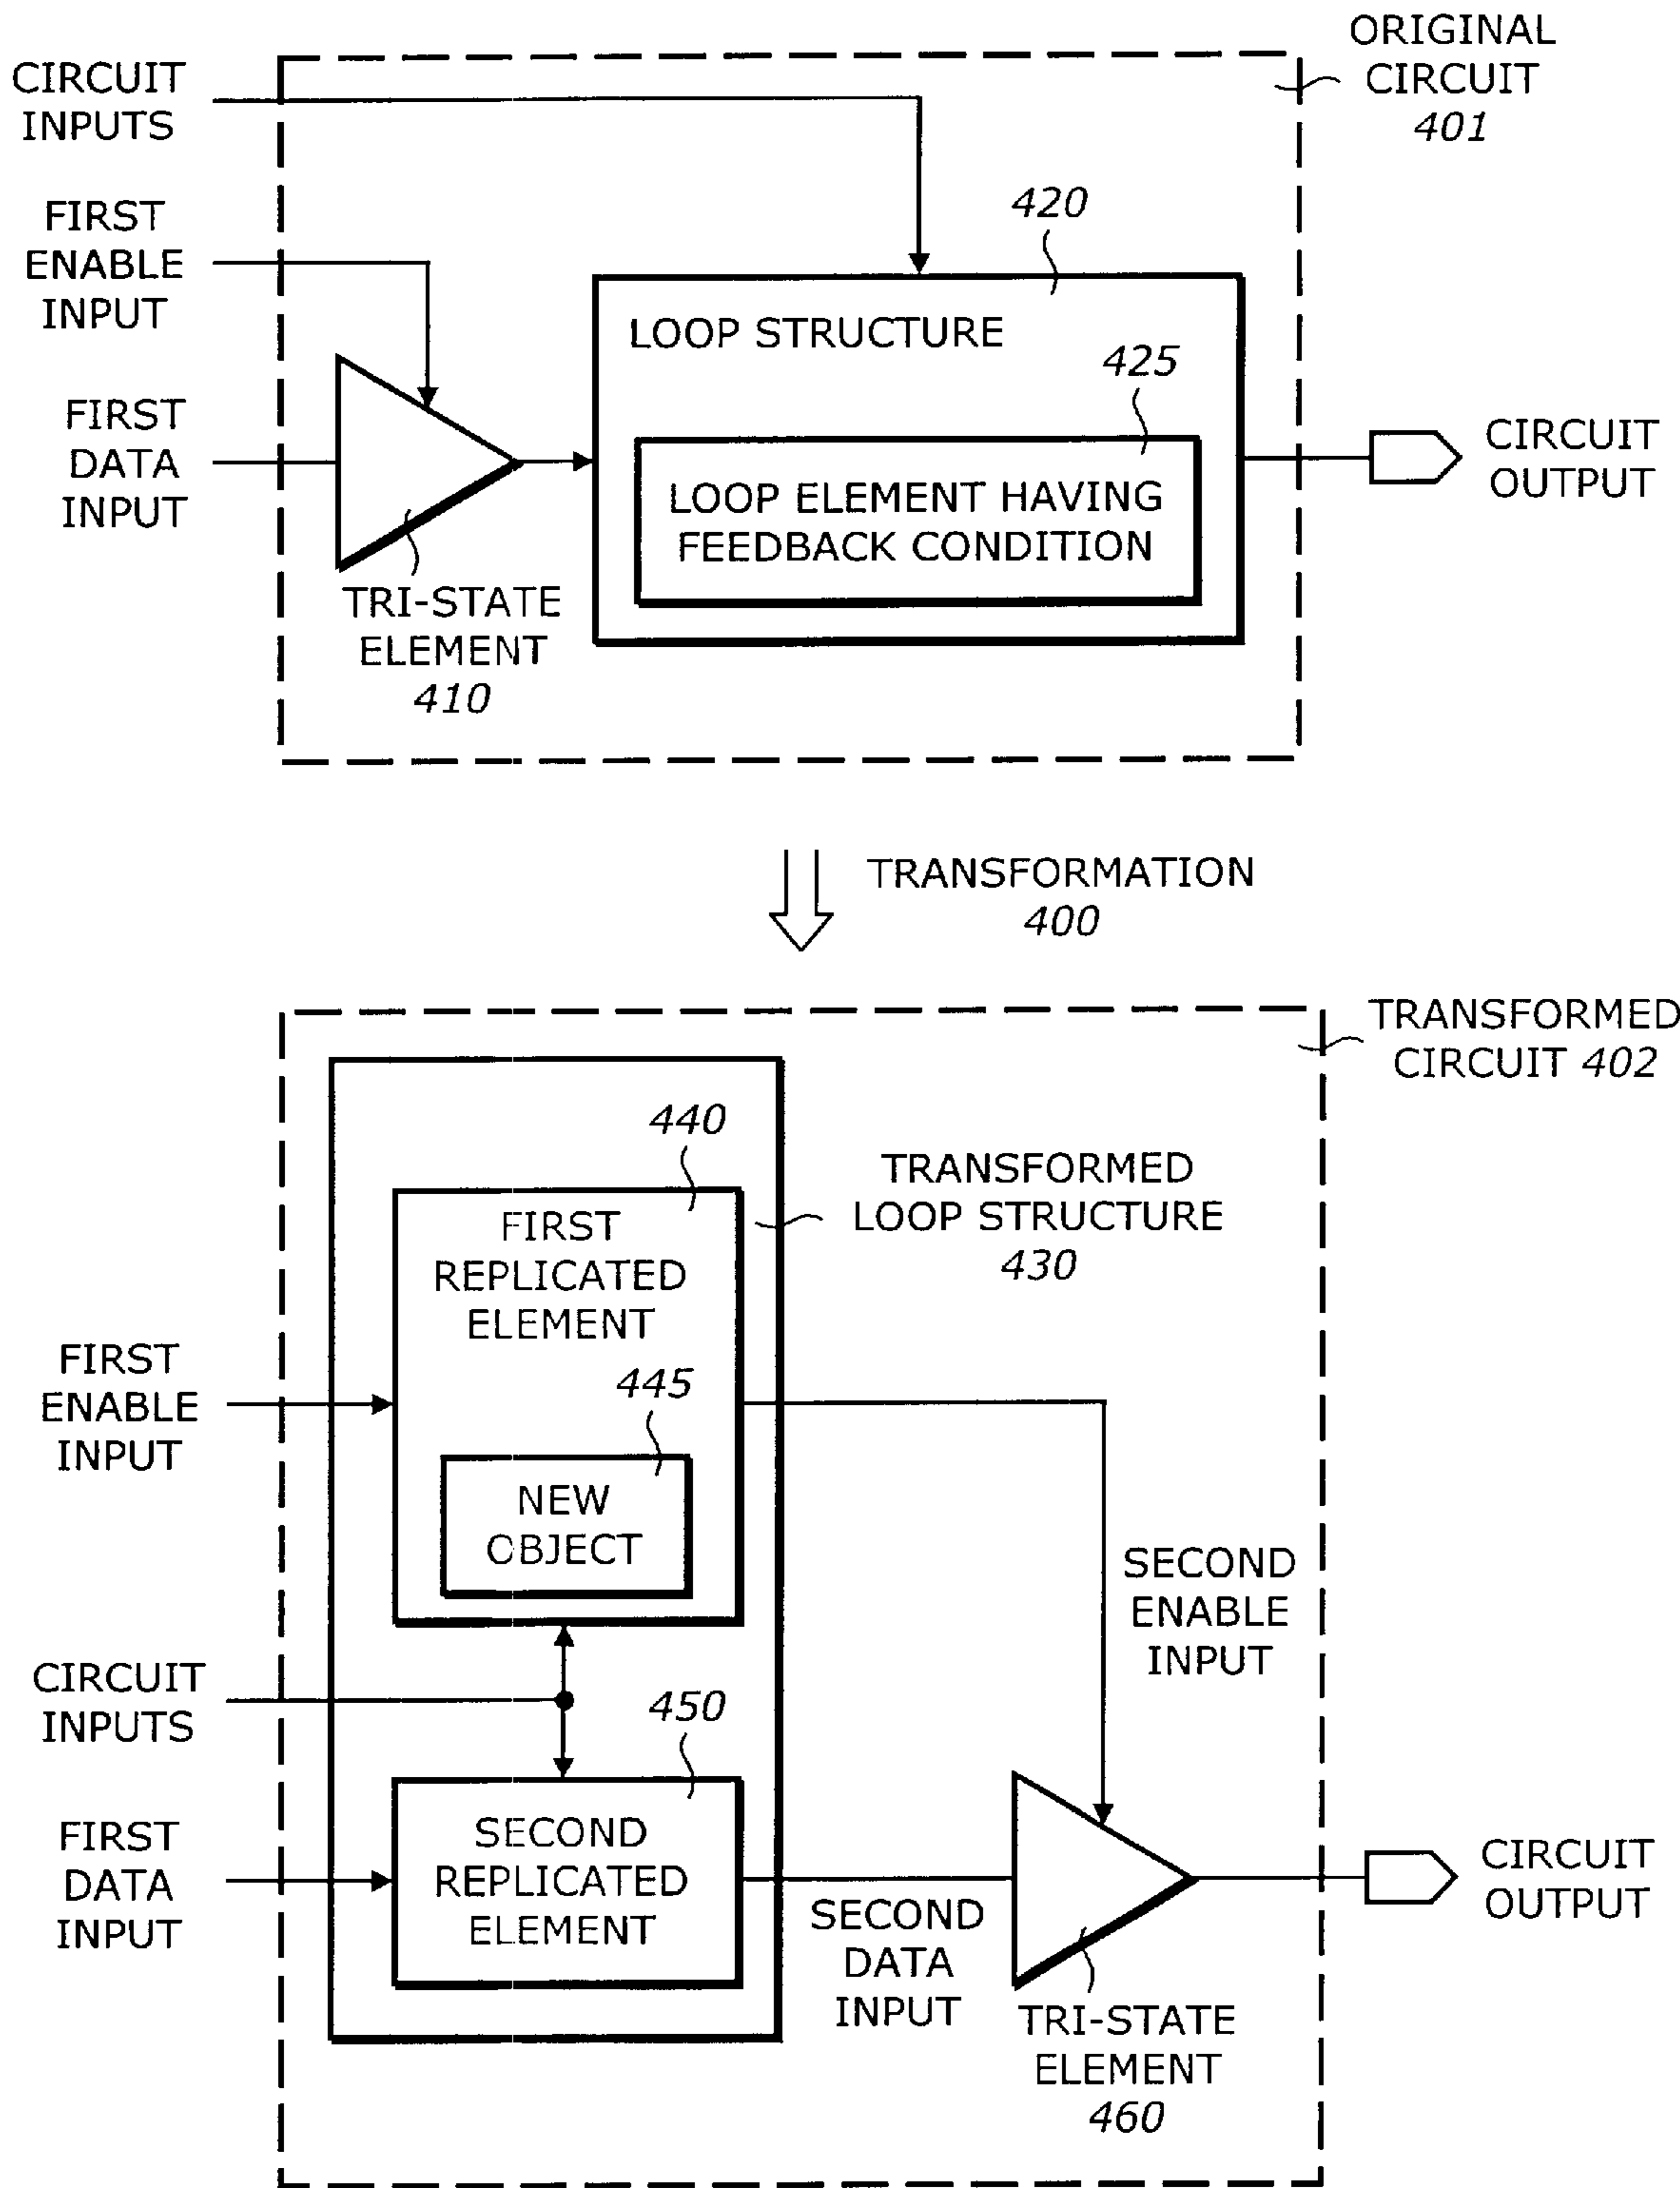 ORIGINAL
CIRCUIT
401
CIRCUIT
INPUTS
FIRST
ENABLE
INPUT
FIRST
DATA
INPUT
TRI-STATE
ELEMENT
410
420
LOOP STRUCTURE
425
LOOP ELEMENT HAVING
FEEDBACK CONDITION
CIRCUIT
OUTPUT
TRANSFORMATION
400
TRANSFORMED
CIRCUIT 402
440
FIRST
REPLICATED
ELEMENT
TRANSFORMED
LOOP STRUCTURE
430
FIRST
ENABLE
INPUT
445
NEW
OBJECT
SECOND
ENABLE
INPUT
CIRCUIT
INPUTS
450
FIRST
DATA
INPUT
SECOND
REPLICATED
ELEMENT
SECOND
DATA
INPUT
TRI-STATE
ELEMENT
460
CIRCUIT
OUTPUT